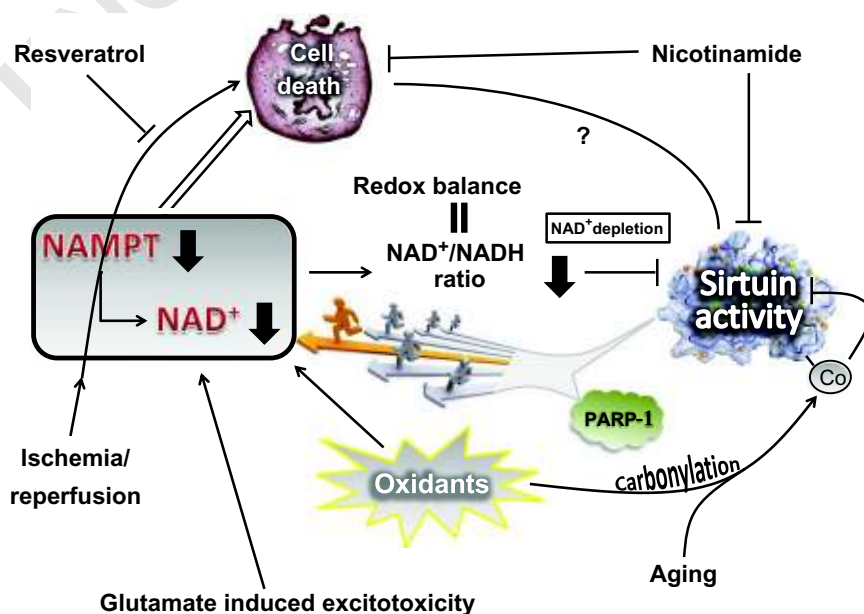 Resveratrol
Cell
death
Nicotinamide
?
Redox balance
NAD⁺/NADH
ratio
NAD⁺depletion
NAMPT
NAD⁺
Sirtuin
activity
Co
PARP-1
Ischemia/
reperfusion
Oxidants
carbonylation
Aging
Glutamate induced excitotoxicity